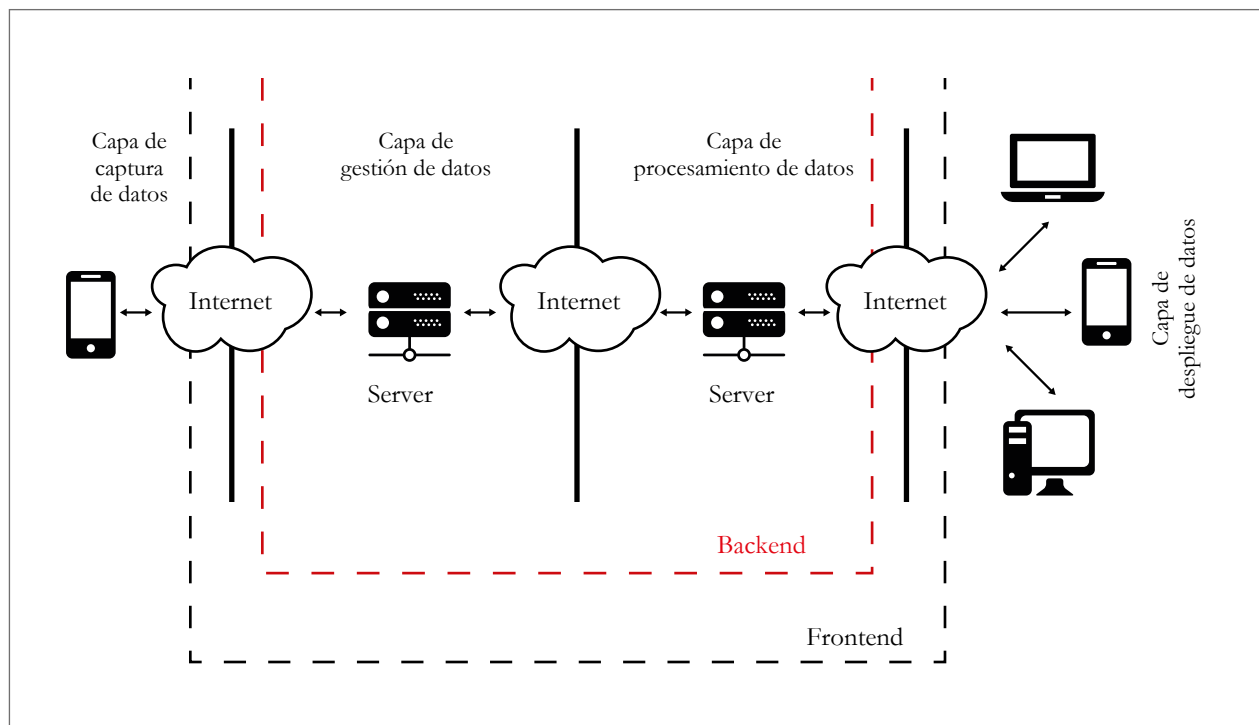 Capa de
captura
de datos
Capa de
gestión de datos
Capa de
procesamiento de datos
Internet
Internet
Internet
Server
Server
Capa de
despliegue de datos
Backend
Frontend